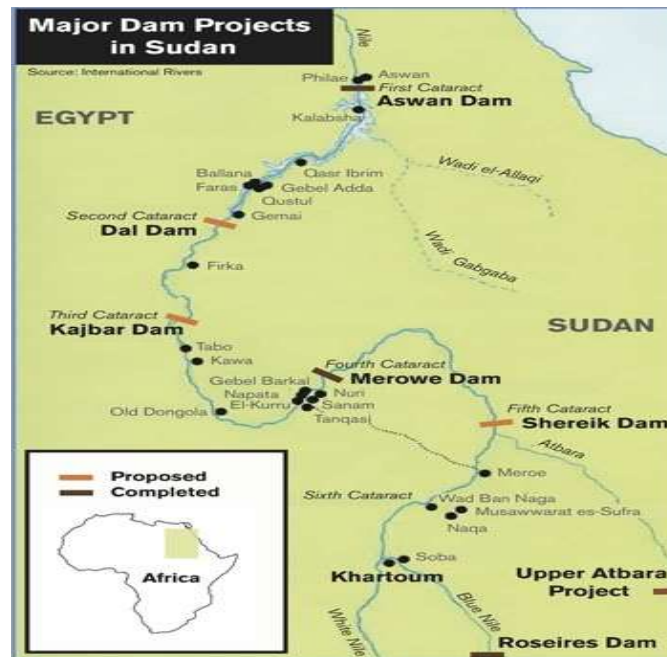 Major Dam Projects
in Sudan
Source: International Rivers
Nile
Philae
Aswan
First Cataract
Aswan Dam
EGYPT
Kalabsha
Wadi el-Allaqi
Qasr Ibrim
Ballana
Faras
Gebel Adda
Qustul
Gemai
Second Cataract
Dal Dam
Wadi Gabgaba
Firka
Third Cataract
Kajbar Dam
SUDAN
Tabo
Kawa
Fourth Cataract
Merowe Dam
Gebel Barkal
Napata
Nuri
El-Kurru
Sanam
Tanqasi
Old Dongola
Fifth Cataract
Shereik Dam
Atbara
Meroe
Proposed
Completed
Sixth Cataract
Wad Ban Naga
Musawwarat es-Sufra
Naqa
Africa
Soba
Khartoum
Upper Atbara
Project
White Nile
Blue Nile
Roseires Dam